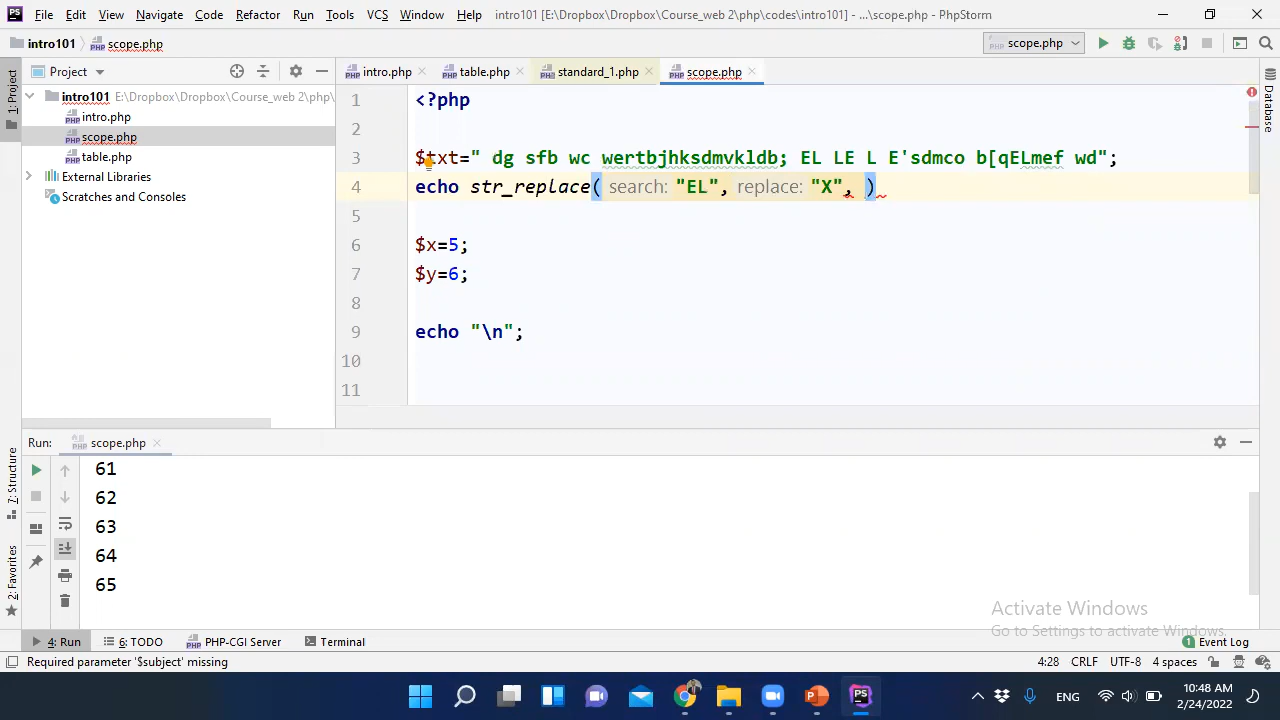 File Edit View Navigate Code Refactor Run Tools VCS Window Help intro101 [E:\Dropbox\Dropbox\Course_web 2\php\codes\intro101] - ...\scope.php - PhpStorm
intro101 scope.php
scope.php
Project
intro.php table.php standard_1.php scope.php
1: Project
intro101 E:\Dropbox\Dropbox\Course_web 2\php\
intro.php
scope.php
table.php
External Libraries
Scratches and Consoles
Database
1 <?php
2
3 $txt=" dg sfb wc wertbjhksdmvkldb; EL LE L E'sdmco b[qELmef wd";
4 echo str_replace( search: "EL", replace: "X", )
5
6 $x=5;
7 $y=6;
8
9 echo "\n";
10
11
Run: scope.php
7: Structure
2: Favorites
61
62
63
64
65
Activate Windows
Go to Settings to activate Windows.
4: Run 6: TODO PHP-CGI Server Terminal 1 Event Log
Required parameter '$subject' missing 4:28 CRLF UTF-8 4 spaces
ENG 10:48 AM
2/24/2022